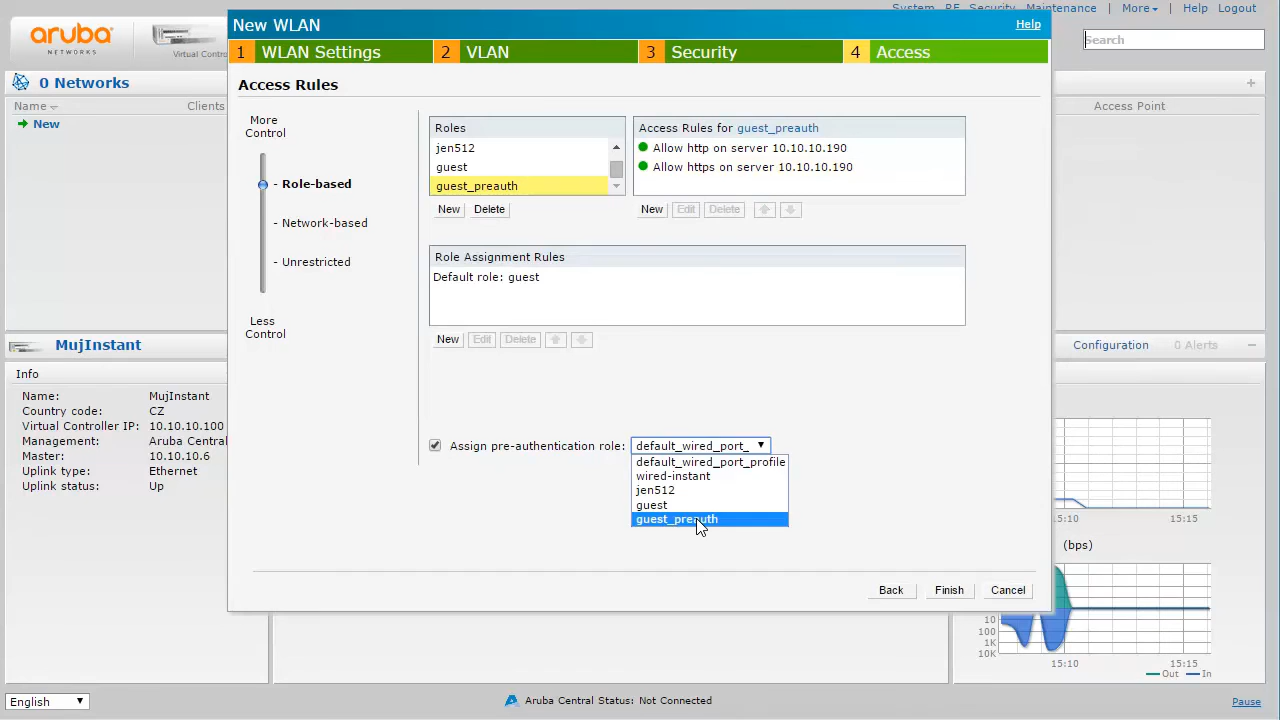 System RF Security Maintenance More Help Logout
New WLAN
Help
aruba
NETWORKS
Virtual Contro
Search
1 WLAN Settings
2 VLAN
3 Security
4 Access
0 Networks
+
Name
Clients
Access Point
New
Access Rules
More
Control
- Role-based
- Network-based
- Unrestricted
Less
Control
Roles
jen512
guest
guest_preauth
New Delete
Access Rules for guest_preauth
Allow http on server 10.10.10.190
Allow https on server 10.10.10.190
New Edit Delete
Role Assignment Rules
Default role: guest
New Edit Delete
Assign pre-authentication role: default_wired_port_
default_wired_port_profile
wired-instant
jen512
guest
guest_preauth
Back Finish Cancel
MujInstant
Configuration 0 Alerts
Info
Name: MujInstant
Country code: CZ
Virtual Controller IP: 10.10.10.100
Management: Aruba Central
Master: 10.10.10.6
Uplink type: Ethernet
Uplink status: Up
15:10 15:15
(bps)
10
100
1K
10K
15:10 15:15
Out In
English
Aruba Central Status: Not Connected
Pause